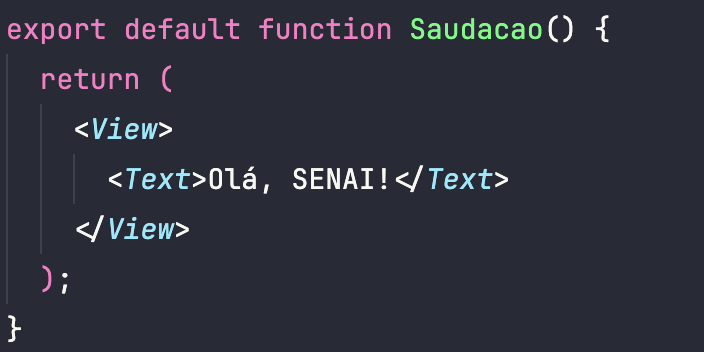 export default function Saudacao() {
  return (
    <View>
      <Text>Olá, SENAI!</Text>
    </View>
  );
}